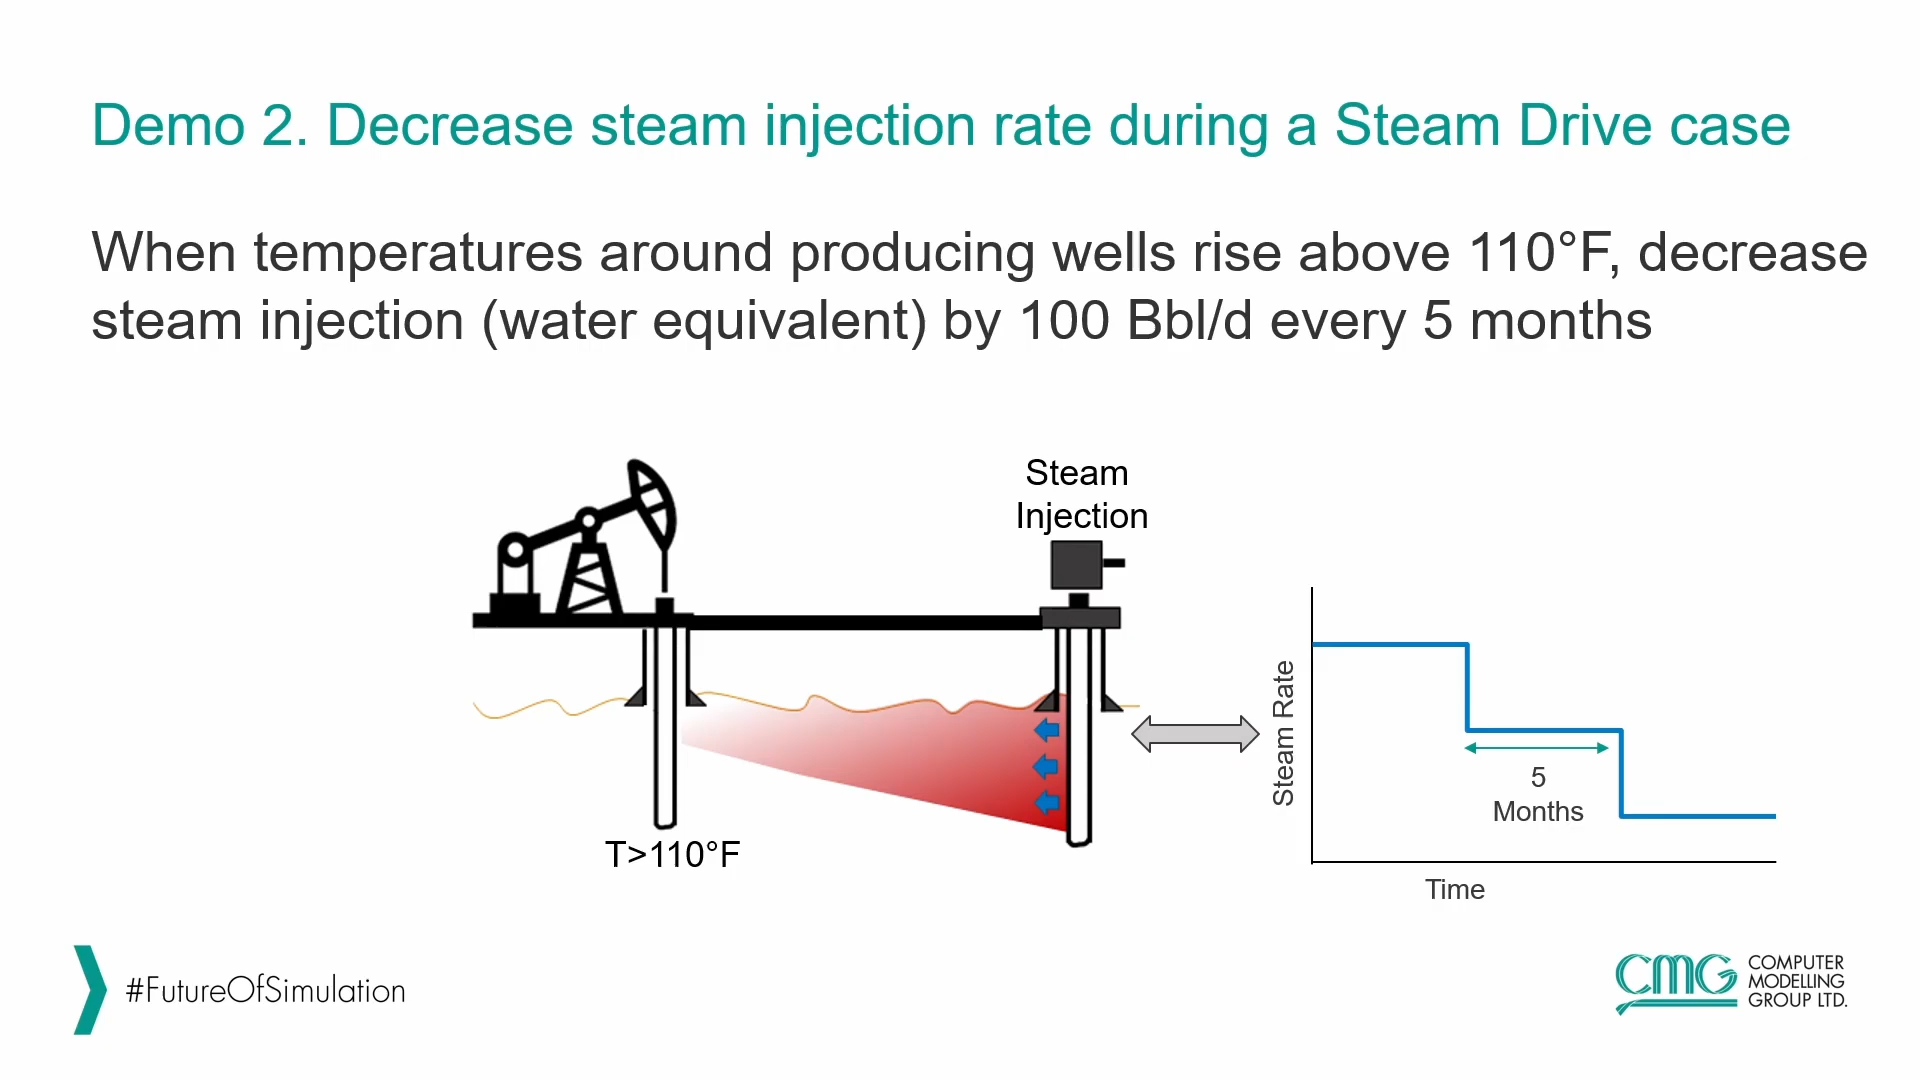 Demo 2. Decrease steam injection rate during a Steam Drive case
When temperatures around producing wells rise above 110°F, decrease
steam injection (water equivalent) by 100 Bbl/d every 5 months
Steam
Injection
T>110°F
Steam Rate
5
Months
Time
#FutureOfSimulation
CMG
COMPUTER
MODELLING
GROUP LTD.